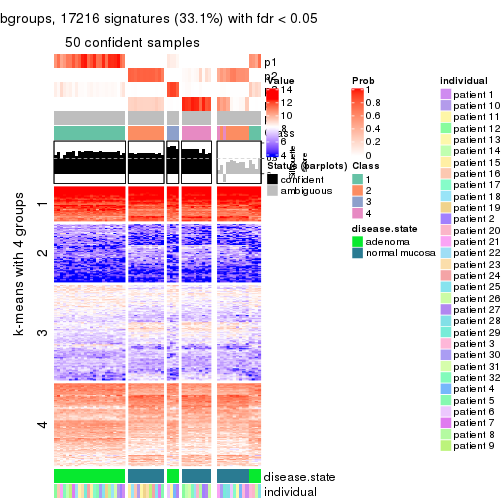 bgroups, 17216 signatures (33.1%) with fdr < 0.05
50 confident samples
p1
p2
k-means with 4 groups
1
2
3
4
disease.state
individual
Value
14
12
10
8
6
4
Silhouette
score
Status (barplots)
confident
ambiguous
Prob
1
0.8
0.6
0.4
0.2
0
Class
1
2
3
4
disease.state
adenoma
normal mucosa
individual
patient 1
patient 10
patient 11
patient 12
patient 13
patient 14
patient 15
patient 16
patient 17
patient 18
patient 19
patient 2
patient 20
patient 21
patient 22
patient 23
patient 24
patient 25
patient 26
patient 27
patient 28
patient 29
patient 3
patient 30
patient 31
patient 32
patient 4
patient 5
patient 6
patient 7
patient 8
patient 9